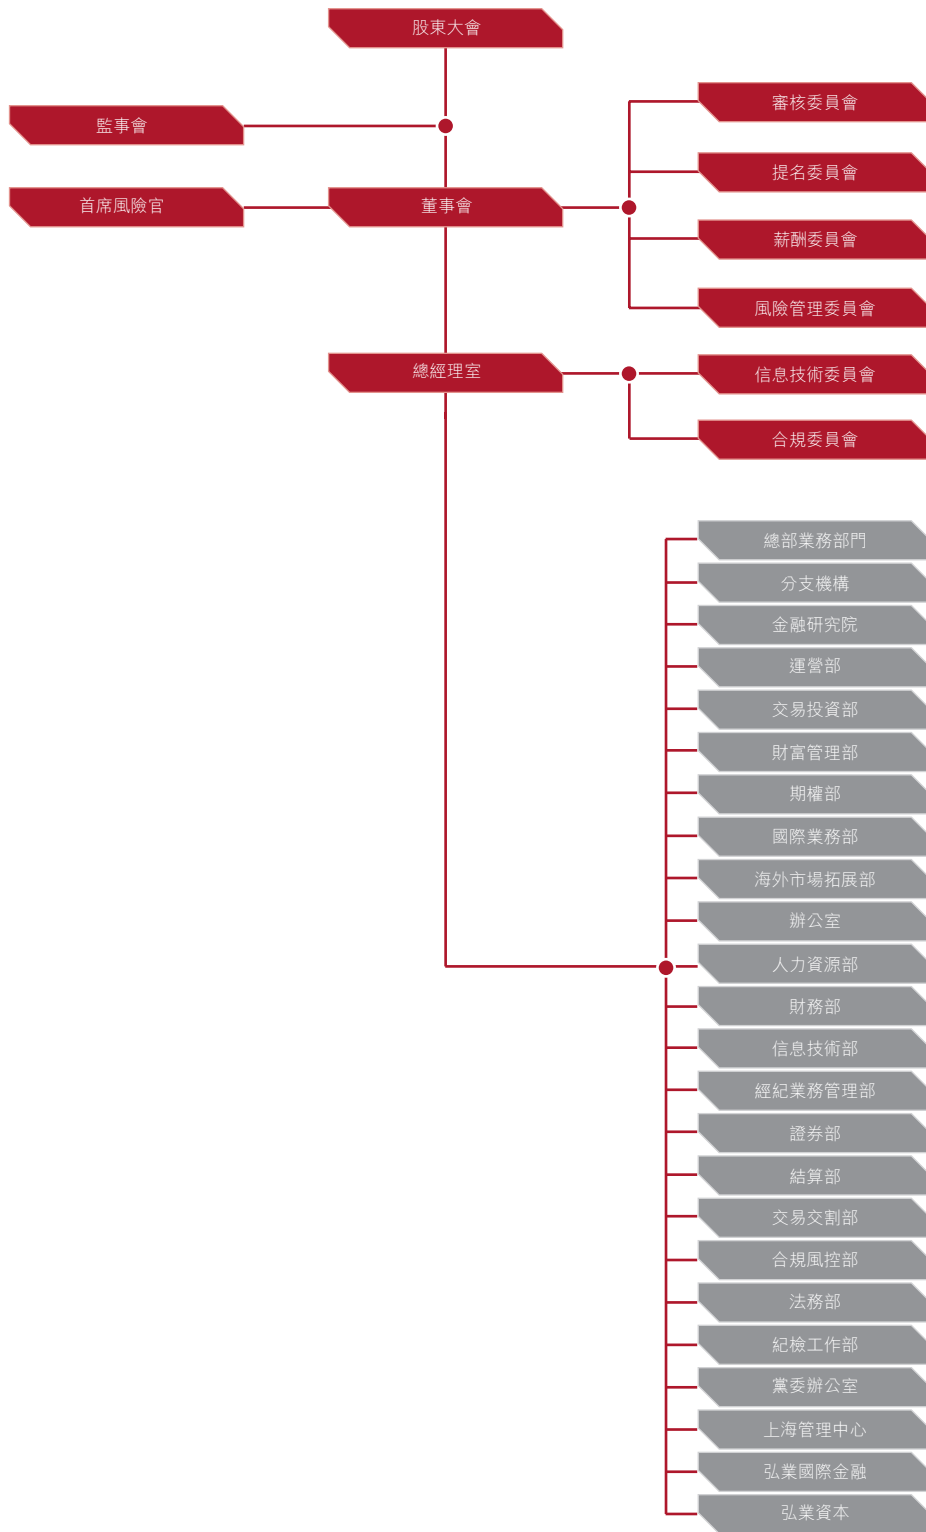 股東大會
監事會
首席風險官
董事會
審核委員會
提名委員會
薪酬委員會
風險管理委員會
總經理室
信息技術委員會
合規委員會
總部業務部門
分支機構
金融研究院
運營部
交易投資部
財富管理部
期權部
國際業務部
海外市場拓展部
辦公室
人力資源部
財務部
信息技術部
經紀業務管理部
證券部
結算部
交易交割部
合規風控部
法務部
紀檢工作部
黨委辦公室
上海管理中心
弘業國際金融
弘業資本